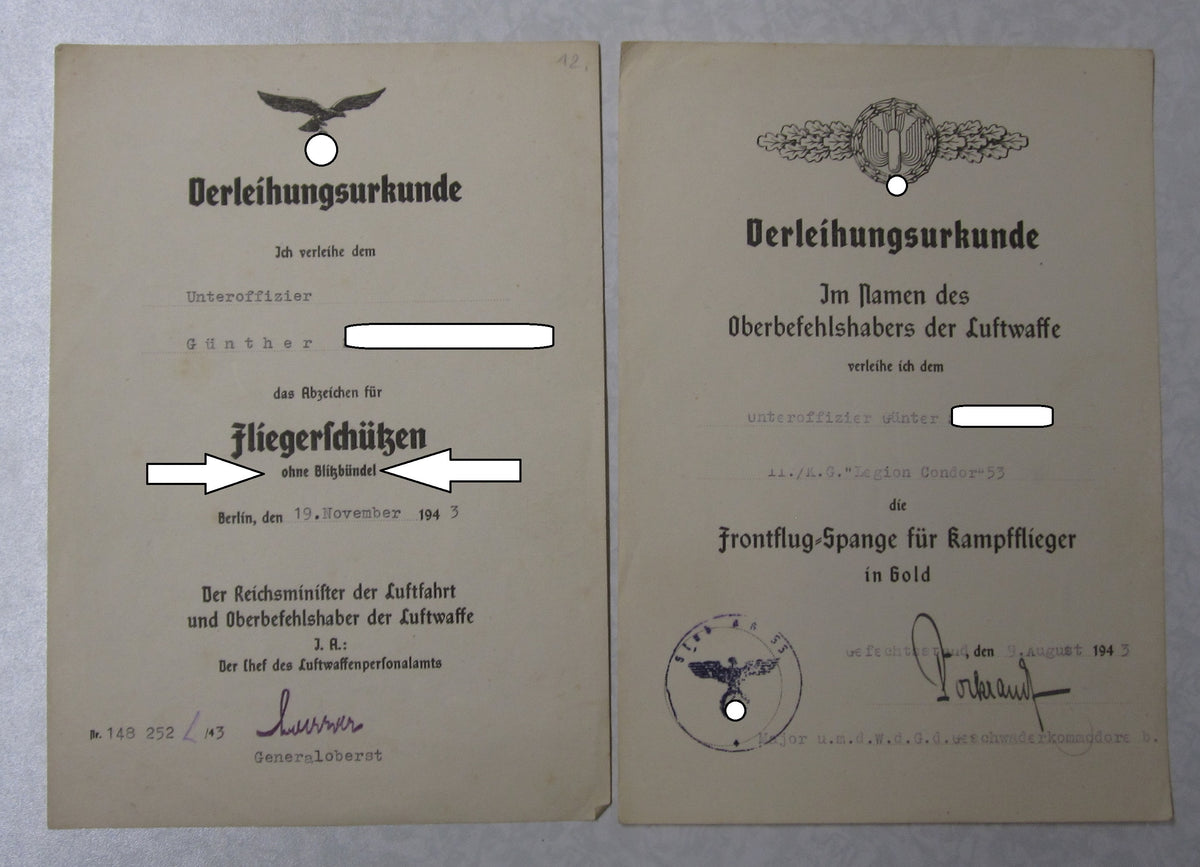 12.
Verleihungsurkunde
Ich verleihe dem
Unteroffizier
Günther
das Abzeichen für
Fliegerschützen
ohne Blitzbündel
Berlin, den 19.November 1943
Der Reichsminister der Luftfahrt
und Oberbefehlshaber der Luftwaffe
J. A.:
Der Chef des Luftwaffenpersonalamts
Nr. 148 252 /43
Generaloberst
Verleihungsurkunde
Im Namen des
Oberbefehlshabers der Luftwaffe
verleihe ich dem
Unteroffizier Günter
II./K.G."Legion Condor"53
die
Frontflug-Spange für Kampfflieger
in Gold
Gefechtsstand, den 9.August 1943
Major u.m.d.W.d.G.d.Geschwaderkommodore b.